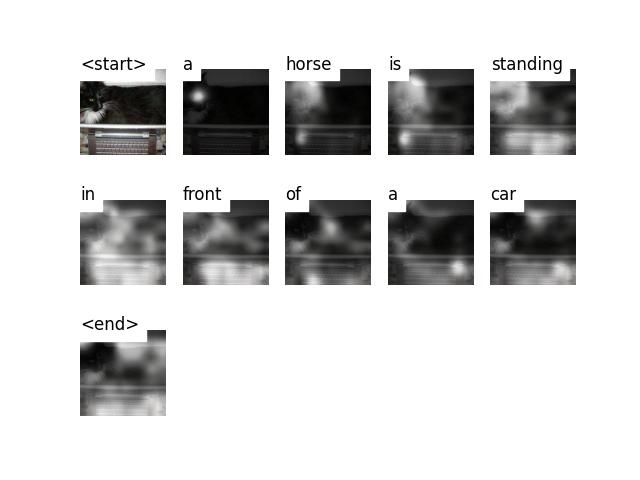 <start> a horse is standing
in front of a car
<end>